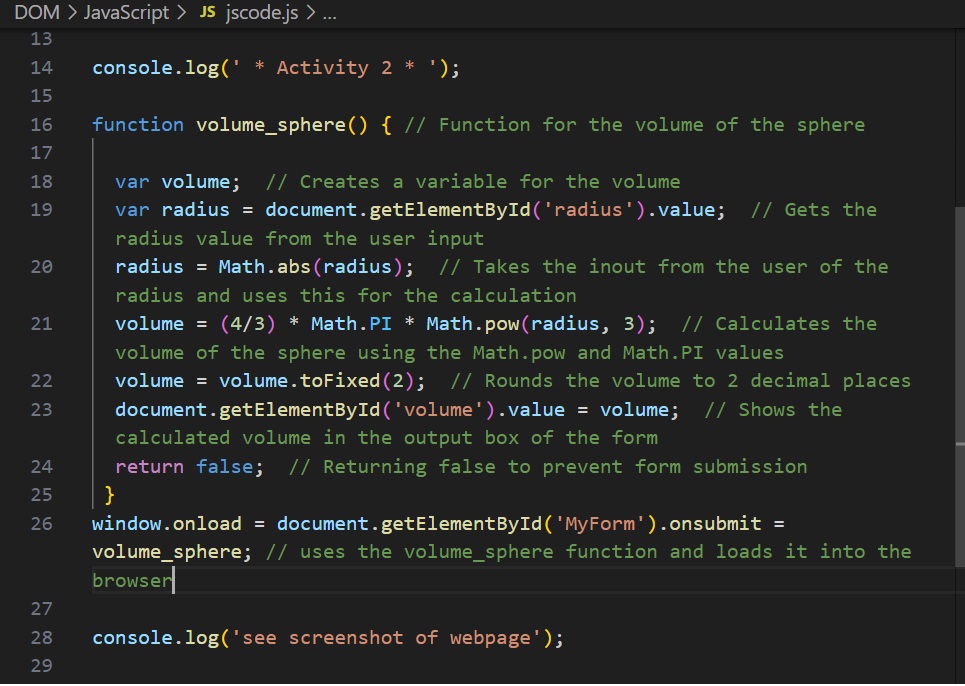 DOM > JavaScript > JS jscode.js > ...
13
14 console.log(' * Activity 2 * ');
15
16 function volume_sphere() { // Function for the volume of the sphere
17
18 var volume; // Creates a variable for the volume
19 var radius = document.getElementById('radius').value; // Gets the
radius value from the user input
20 radius = Math.abs(radius); // Takes the inout from the user of the
radius and uses this for the calculation
21 volume = (4/3) * Math.PI * Math.pow(radius, 3); // Calculates the
volume of the sphere using the Math.pow and Math.PI values
22 volume = volume.toFixed(2); // Rounds the volume to 2 decimal places
23 document.getElementById('volume').value = volume; // Shows the
calculated volume in the output box of the form
24 return false; // Returning false to prevent form submission
25 }
26 window.onload = document.getElementById('MyForm').onsubmit =
volume_sphere; // uses the volume_sphere function and loads it into the
browser
27
28 console.log('see screenshot of webpage');
29